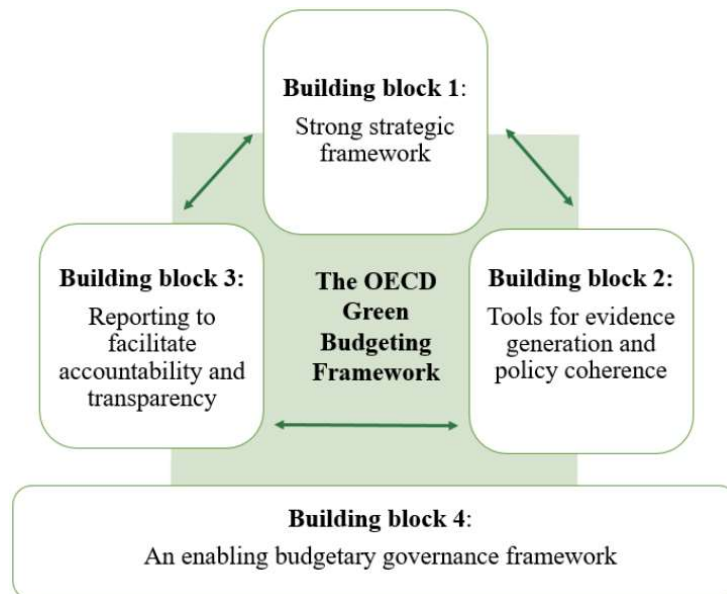 Building block 1:
Strong strategic
framework
Building block 3:
Reporting to
facilitate
accountability and
transparency
The OECD
Green
Budgeting
Framework
Building block 2:
Tools for evidence
generation and
policy coherence
Building block 4:
An enabling budgetary governance framework